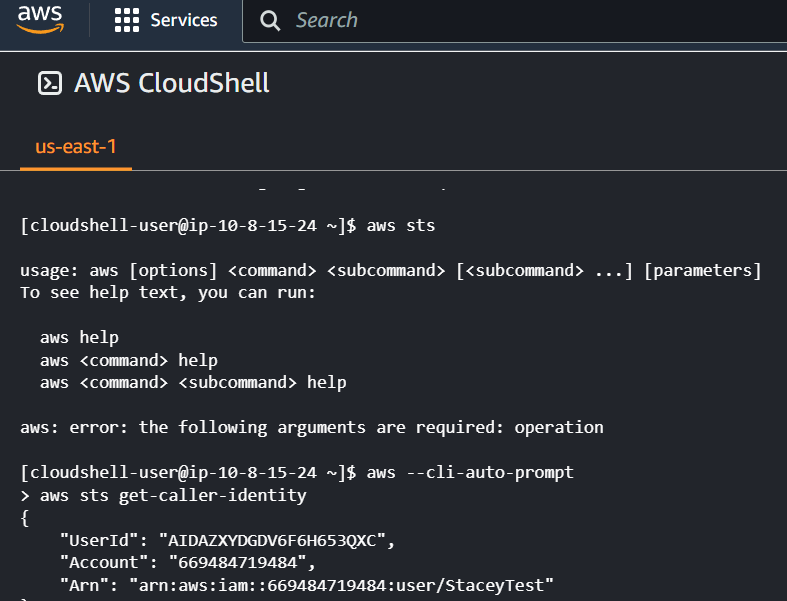 aws
Services
Search
AWS CloudShell
us-east-1
[cloudshell-user@ip-10-8-15-24 ~]$ aws sts
usage: aws [options] <command> <subcommand> [<subcommand> ...] [parameters]
To see help text, you can run:
aws help
aws <command> help
aws <command> <subcommand> help
aws: error: the following arguments are required: operation
[cloudshell-user@ip-10-8-15-24 ~]$ aws --cli-auto-prompt
> aws sts get-caller-identity
{
"UserId": "AIDAZXYDGDV6F6H653QXC",
"Account": "669484719484",
"Arn": "arn:aws:iam::669484719484:user/StaceyTest"